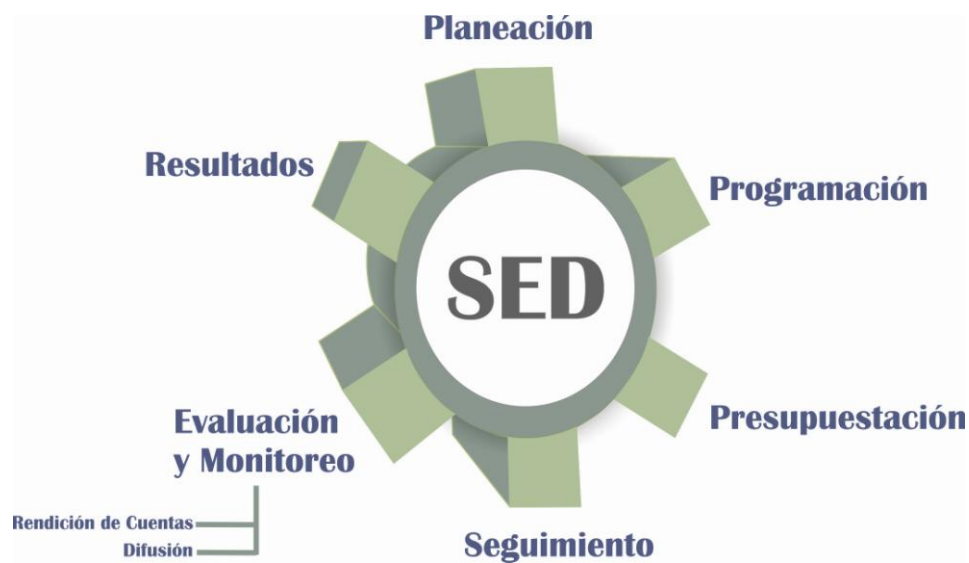 Planeación
Resultados
Programación
SED
Evaluación
y Monitoreo
Presupuestación
Rendición de Cuentas
Difusión
Seguimiento